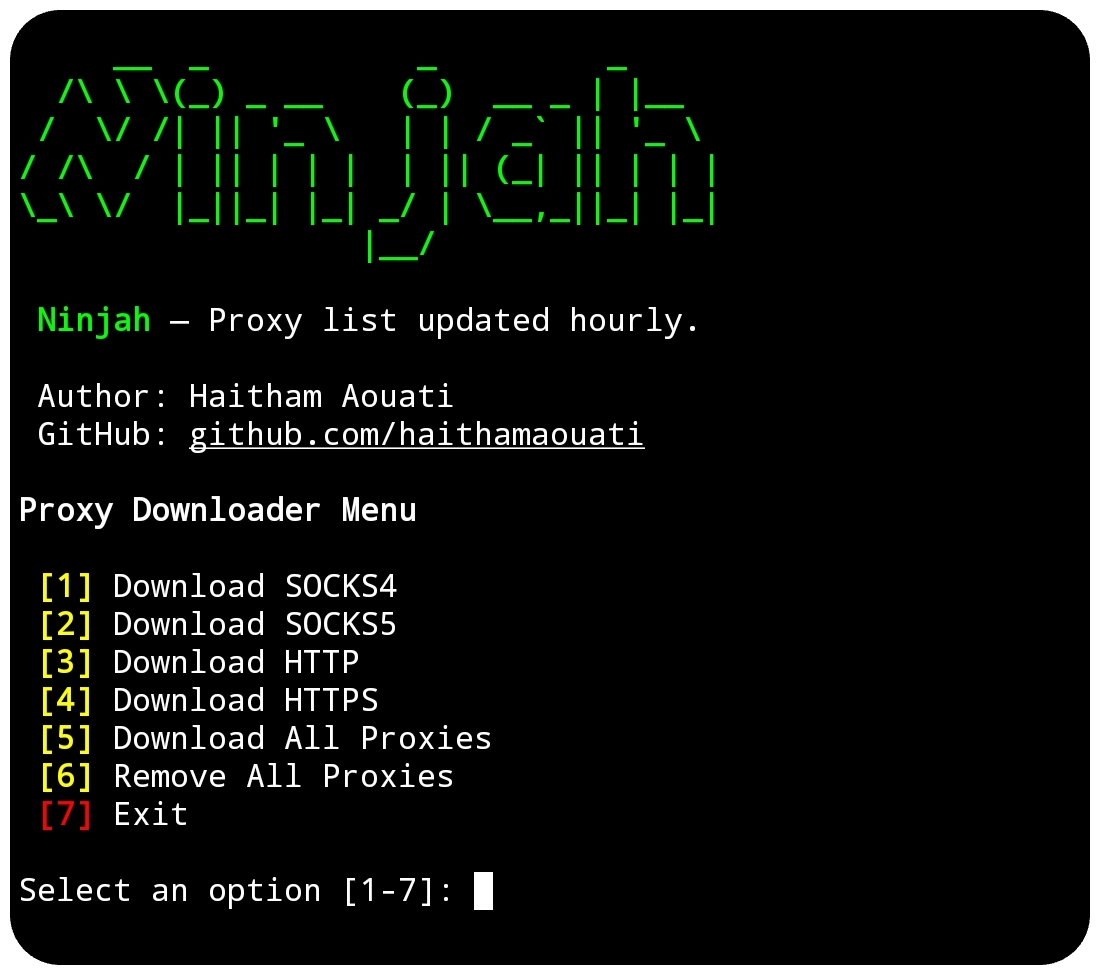 Ninjah
Ninjah — Proxy list updated hourly.
Author: Haitham Aouati
GitHub: github.com/haithamaouati
Proxy Downloader Menu
[1] Download SOCKS4
[2] Download SOCKS5
[3] Download HTTP
[4] Download HTTPS
[5] Download All Proxies
[6] Remove All Proxies
[7] Exit
Select an option [1-7]: